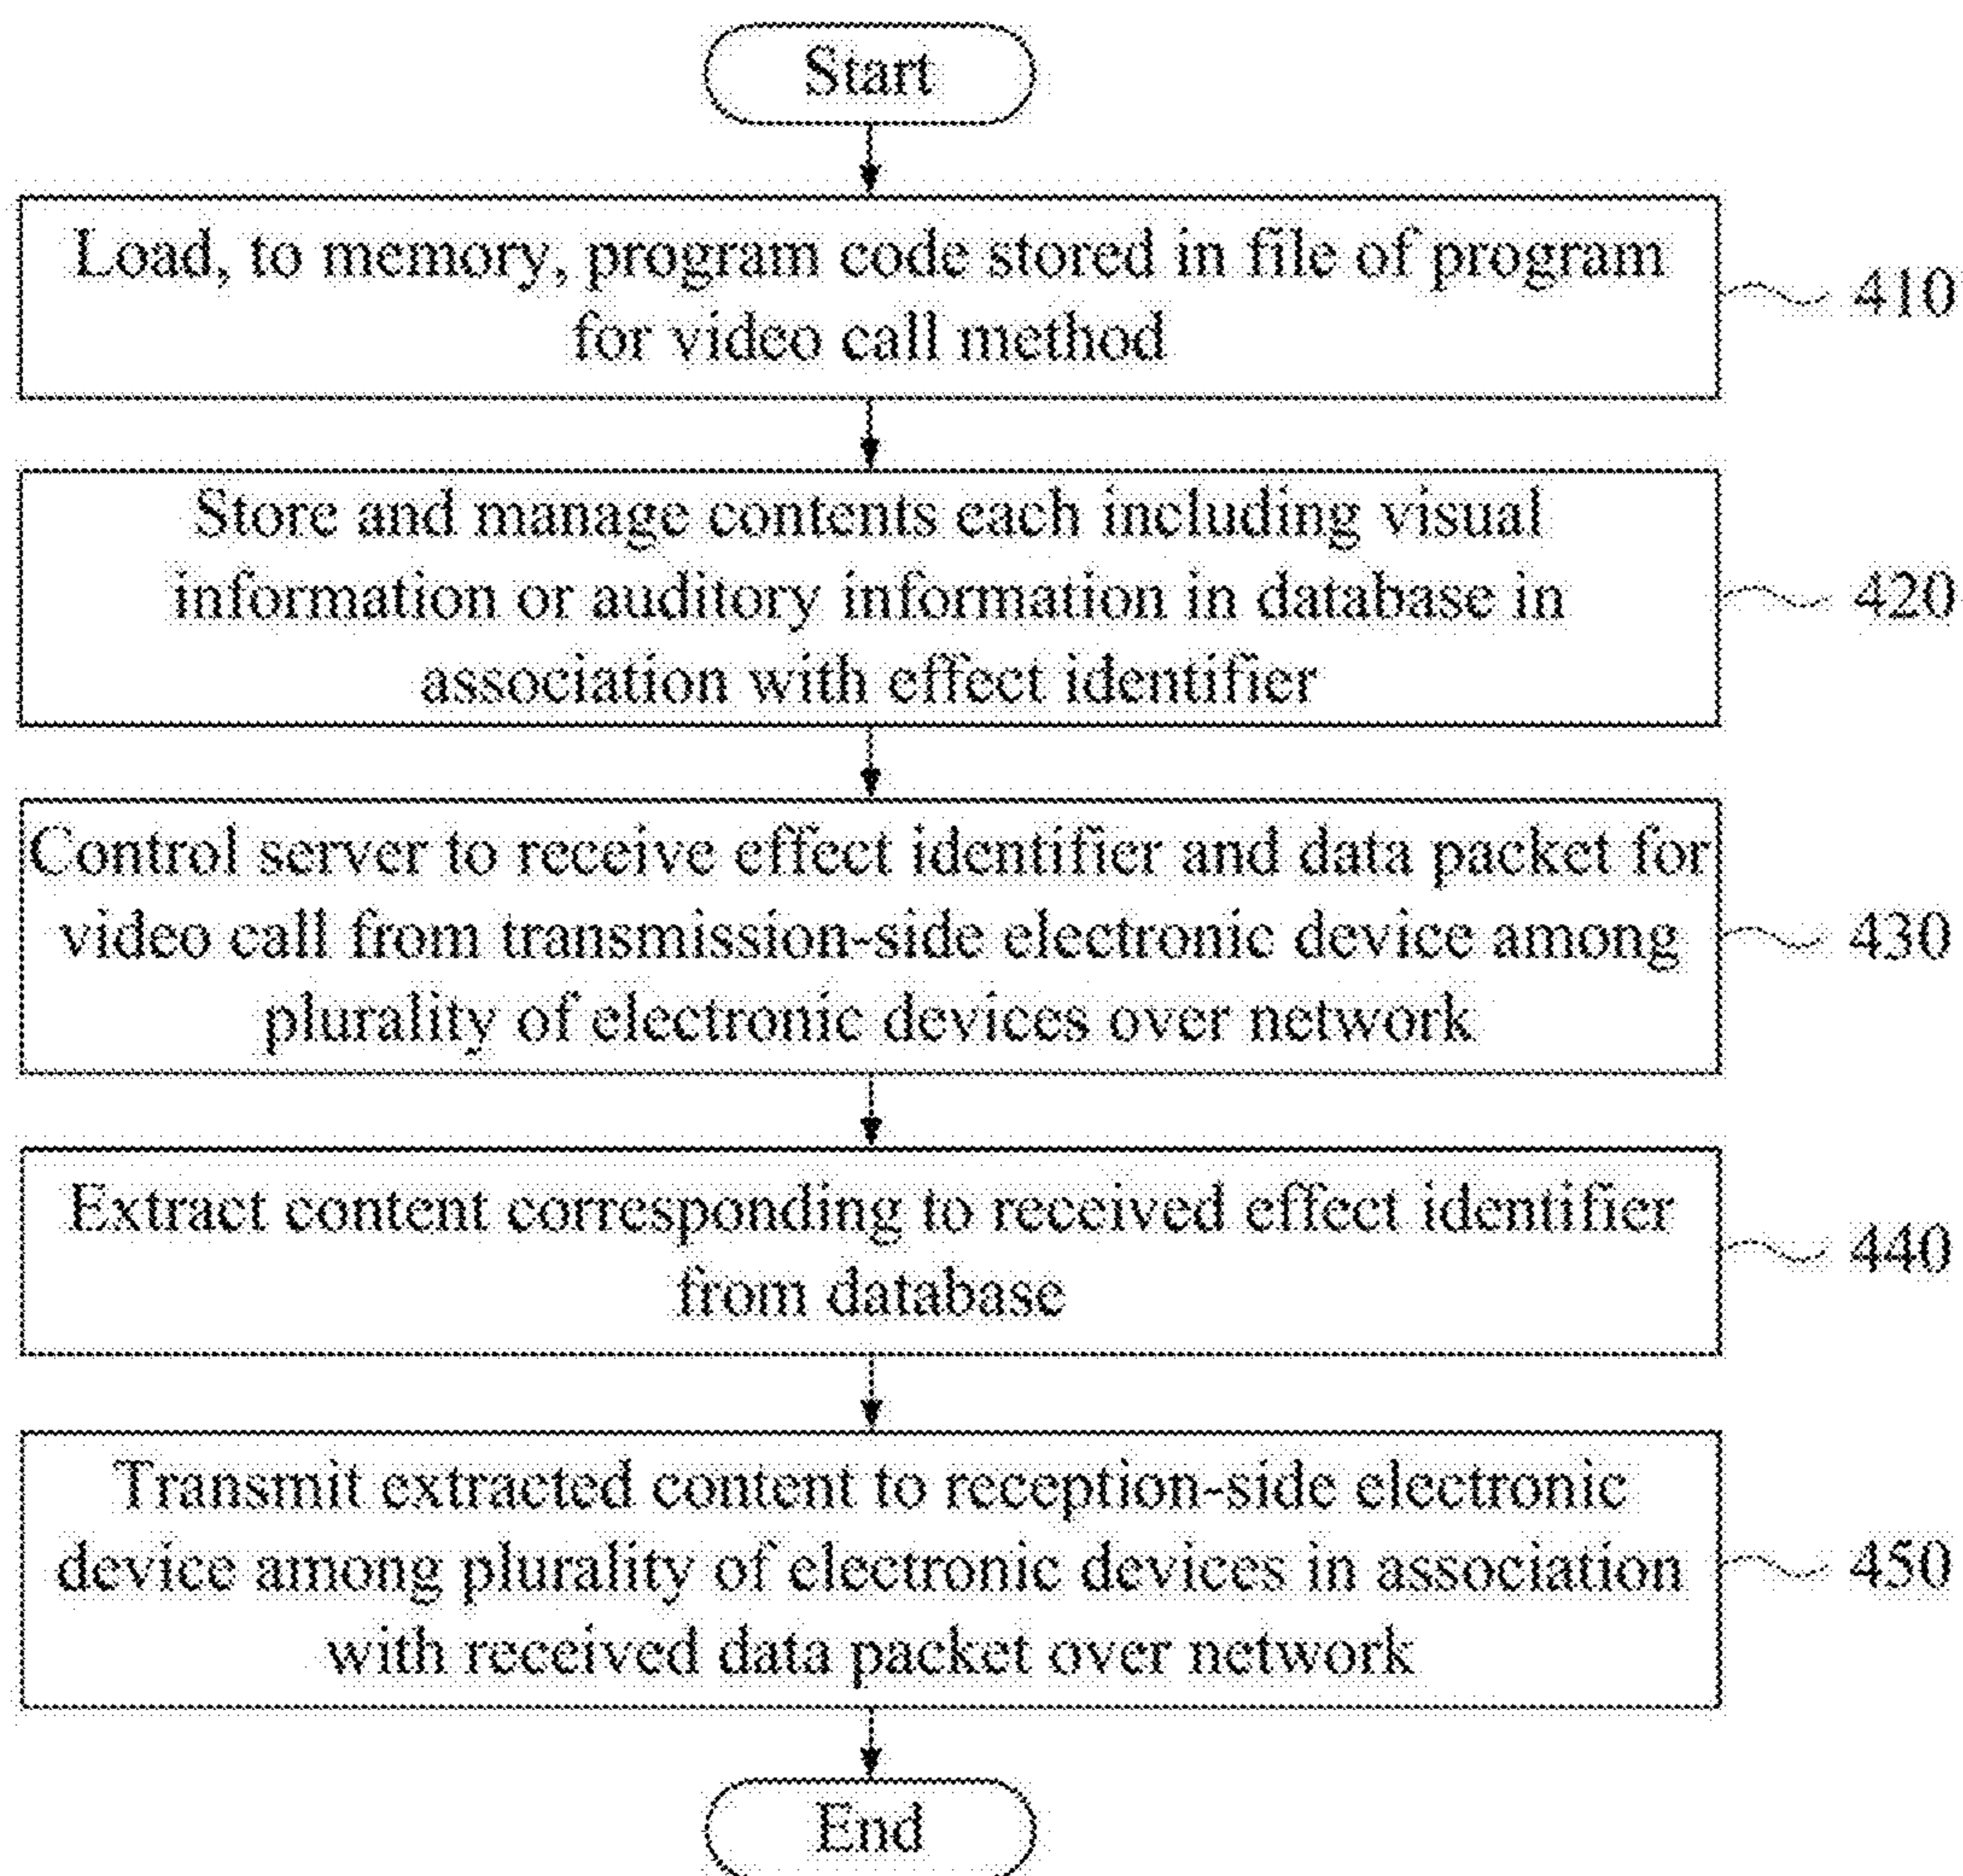 Start
Load, to memory, program code stored in file of program
for video call method
410
Store and manage contents each including visual
information or auditory information in database in
association with effect identifier
420
Control server to receive effect identifier and data packet for
video call from transmission-side electronic device among
plurality of electronic devices over network
430
Extract content corresponding to received effect identifier
from database
440
Transmit extracted content to reception-side electronic
device among plurality of electronic devices in association
with received data packet over network
450
End